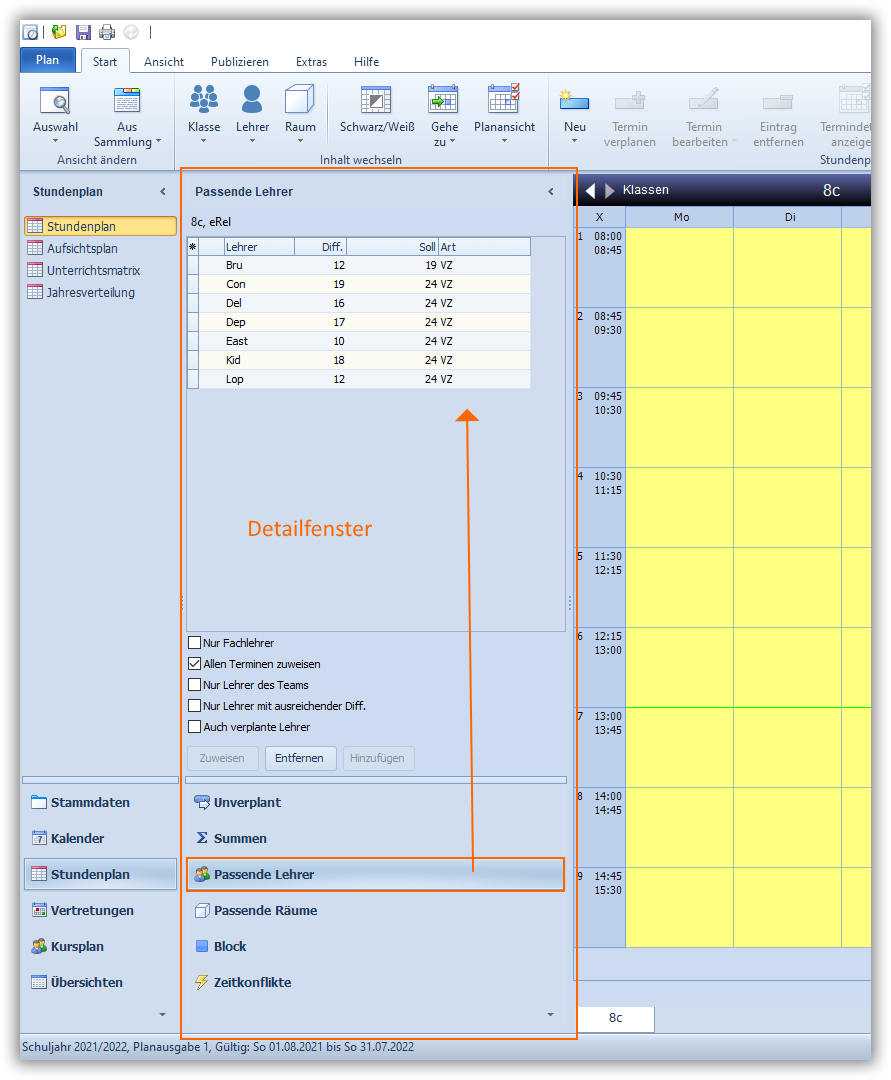 Plan Start Ansicht Publizieren Extras Hilfe
Auswahl Aus Sammlung Klasse Lehrer Raum Schwarz/Weiß Gehe zu Planansicht Neu Termin verplanen Termin bearbeiten Eintrag entfernen
Ansicht ändern Inhalt wechseln
Stundenplan
Stundenplan
Aufsichtsplan
Unterrichtsmatrix
Jahresverteilung
Stammdaten
7 Kalender
Stundenplan
Vertretungen
Kursplan
Übersichten
Passende Lehrer
8c, eRel
Lehrer Diff. Soll Art
Bru 12 19 VZ
Con 19 24 VZ
Del 16 24 VZ
Dep 17 24 VZ
East 10 24 VZ
Kid 18 24 VZ
Lop 12 24 VZ
Detailfenster
Nur Fachlehrer
Allen Terminen zuweisen
Nur Lehrer des Teams
Nur Lehrer mit ausreichender Diff.
Auch verplante Lehrer
Zuweisen Entfernen Hinzufügen
Unverplant
Σ Summen
Passende Lehrer
Passende Räume
Block
Zeitkonflikte
Klassen 8c
X Mo Di
1 08:00
08:45
2 08:45
09:30
3 09:45
10:30
4 10:30
11:15
5 11:30
12:15
6 12:15
13:00
7 13:00
13:45
8 14:00
14:45
9 14:45
15:30
8c
Schuljahr 2021/2022, Planausgabe 1, Gültig: So 01.08.2021 bis So 31.07.2022